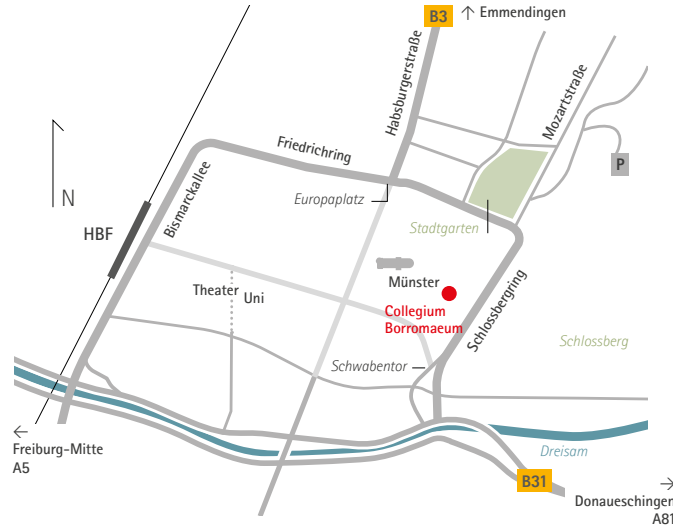 B3
↑ Emmendingen
Habsburgerstraße
Mozartstraße
P
Friedrichring
Europaplatz
N
Bismarckallee
HBF
Stadtgarten
Münster
Theater
Uni
Collegium
Borromaeum
Schlossbergring
Schlossberg
Schwabentor
←
Freiburg-Mitte
A5
Dreisam
B31
→
Donaueschingen
A81